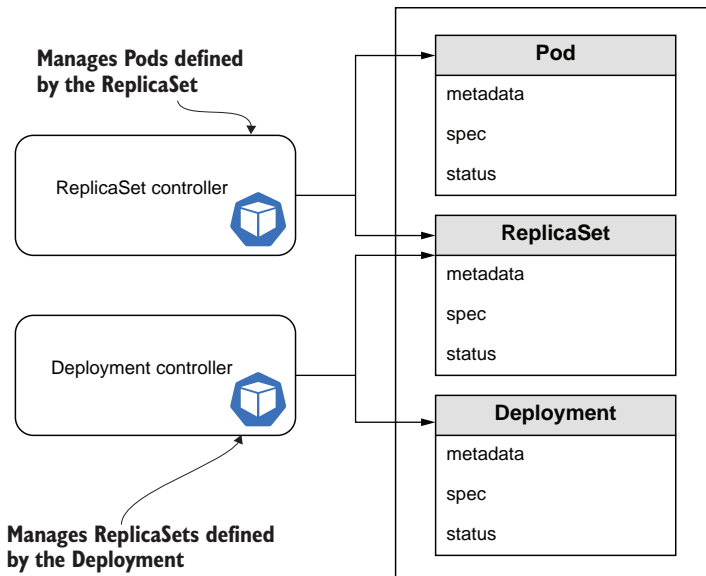 Manages Pods defined
by the ReplicaSet
ReplicaSet controller
Deployment controller
Manages ReplicaSets defined
by the Deployment
Pod
metadata
spec
status
ReplicaSet
metadata
spec
status
Deployment
metadata
spec
status